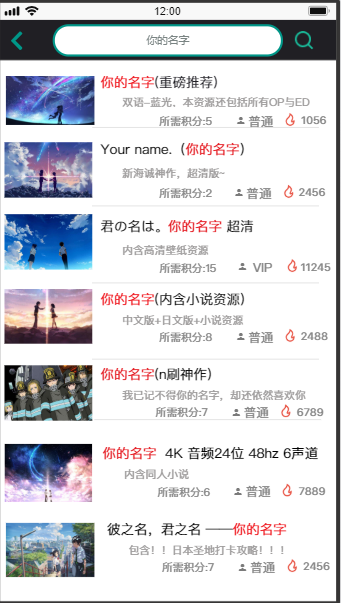 12:00
你的名字
你的名字(重磅推荐)
双语-蓝光，本资源还包括所有OP与ED
所需积分:5 普通 1056
Your name.（你的名字）
新海诚神作，超清版~
所需积分:2 普通 2456
君の名は。你的名字 超清
内含高清壁纸资源
所需积分:15 VIP 11245
你的名字(内含小说资源)
中文版+日文版+小说资源
所需积分:8 普通 2488
你的名字(n刷神作)
我已记不得你的名字，却还依然喜欢你
所需积分:7 普通 6789
你的名字 4K 音频24位 48hz 6声道
内含同人小说
所需积分:6 普通 7889
彼之名，君之名 ——你的名字
包含！！日本圣地打卡攻略！！！
所需积分:7 普通 2456